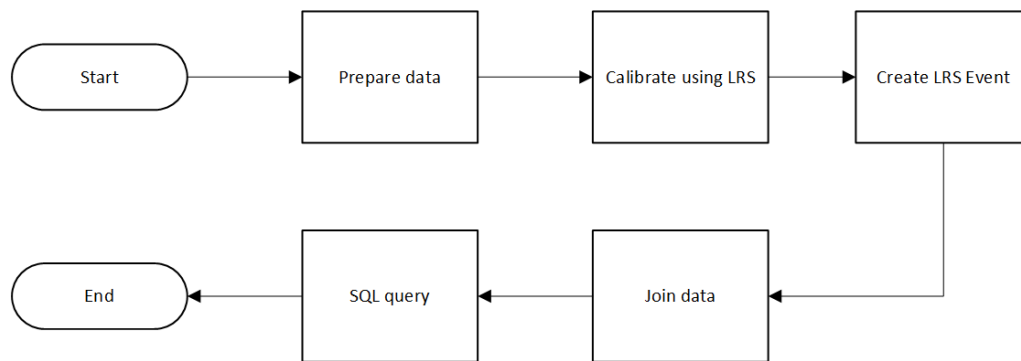 Start
Prepare data
Calibrate using LRS
Create LRS Event
Join data
SQL query
End